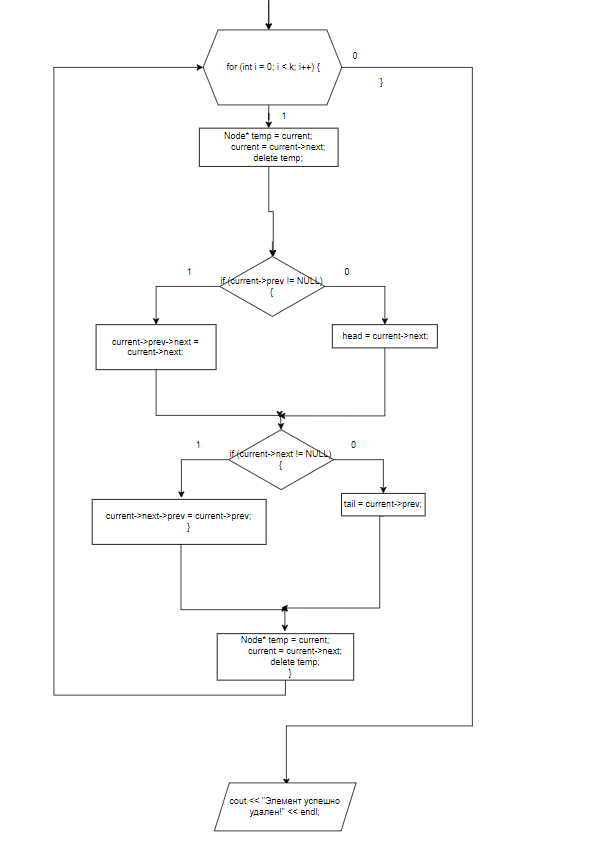 0
for (int i = 0; i < k; i++) {
}
1
Node* temp = current;
current = current->next;
delete temp;
1
if (current->prev != NULL)
{
0
current->prev->next =
current->next;
head = current->next;
1
if (current->next != NULL)
{
0
current->next->prev = current->prev;
}
tail = current->prev;
Node* temp = current;
current = current->next;
delete temp;
}
cout << "Элемент успешно
удален!" << endl;